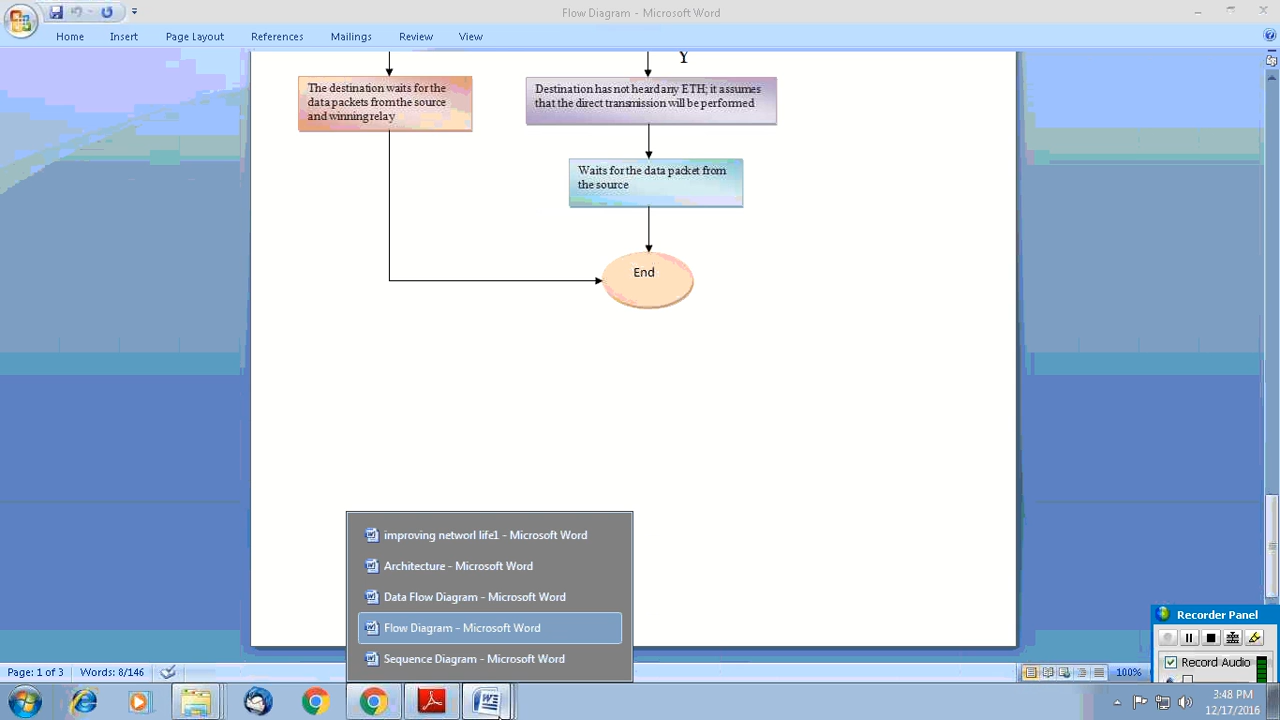 Flow Diagram - Microsoft Word
Home Insert Page Layout References Mailings Review View
Y
The destination waits for the
data packets from the source
and winning relay
Destination has not heard any ETH; it assumes
that the direct transmission will be performed
Waits for the data packet from
the source
End
improving networl life1 - Microsoft Word
Architecture - Microsoft Word
Data Flow Diagram - Microsoft Word
Flow Diagram - Microsoft Word
Sequence Diagram - Microsoft Word
Recorder Panel
Record Audio
Page: 1 of 3 Words: 8/146 100%
3:48 PM
12/17/2016